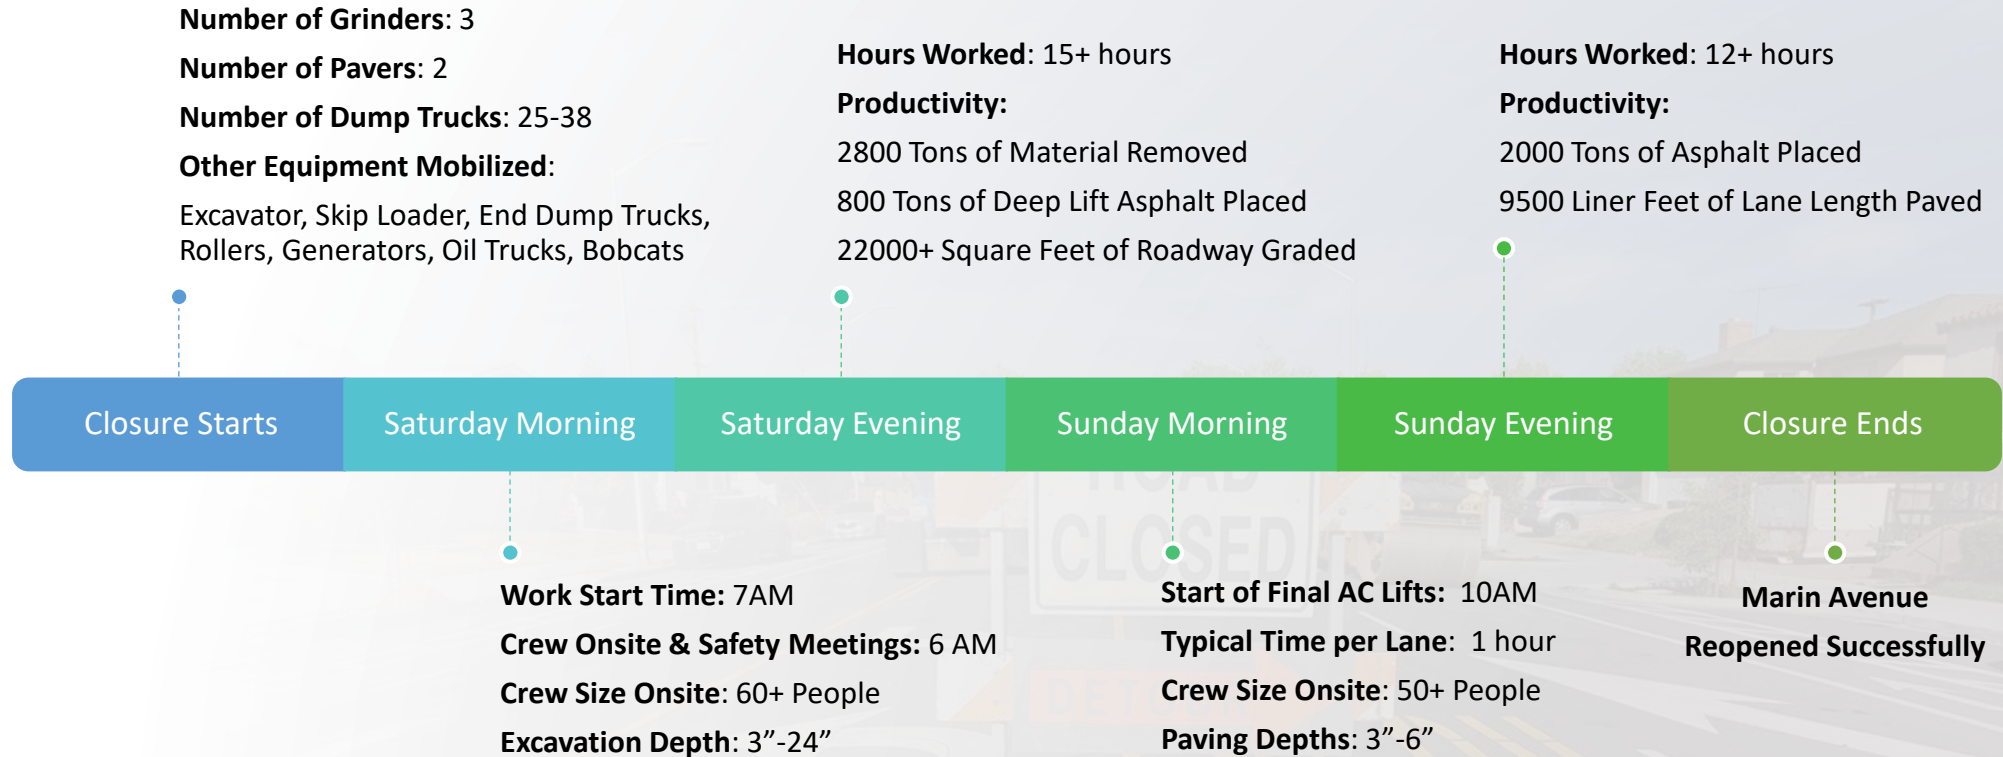 Number of Grinders: 3
Number of Pavers: 2
Number of Dump Trucks: 25-38
Other Equipment Mobilized:
Excavator, Skip Loader, End Dump Trucks,
Rollers, Generators, Oil Trucks, Bobcats
Hours Worked: 15+ hours
Productivity:
2800 Tons of Material Removed
800 Tons of Deep Lift Asphalt Placed
22000+ Square Feet of Roadway Graded
Hours Worked: 12+ hours
Productivity:
2000 Tons of Asphalt Placed
9500 Liner Feet of Lane Length Paved
Closure Starts
Saturday Morning
Saturday Evening
Sunday Morning
Sunday Evening
Closure Ends
ROAD
CLOSED
DETOUR
Work Start Time: 7AM
Crew Onsite & Safety Meetings: 6 AM
Crew Size Onsite: 60+ People
Excavation Depth: 3”-24”
Start of Final AC Lifts: 10AM
Typical Time per Lane: 1 hour
Crew Size Onsite: 50+ People
Paving Depths: 3”-6”
Marin Avenue
Reopened Successfully